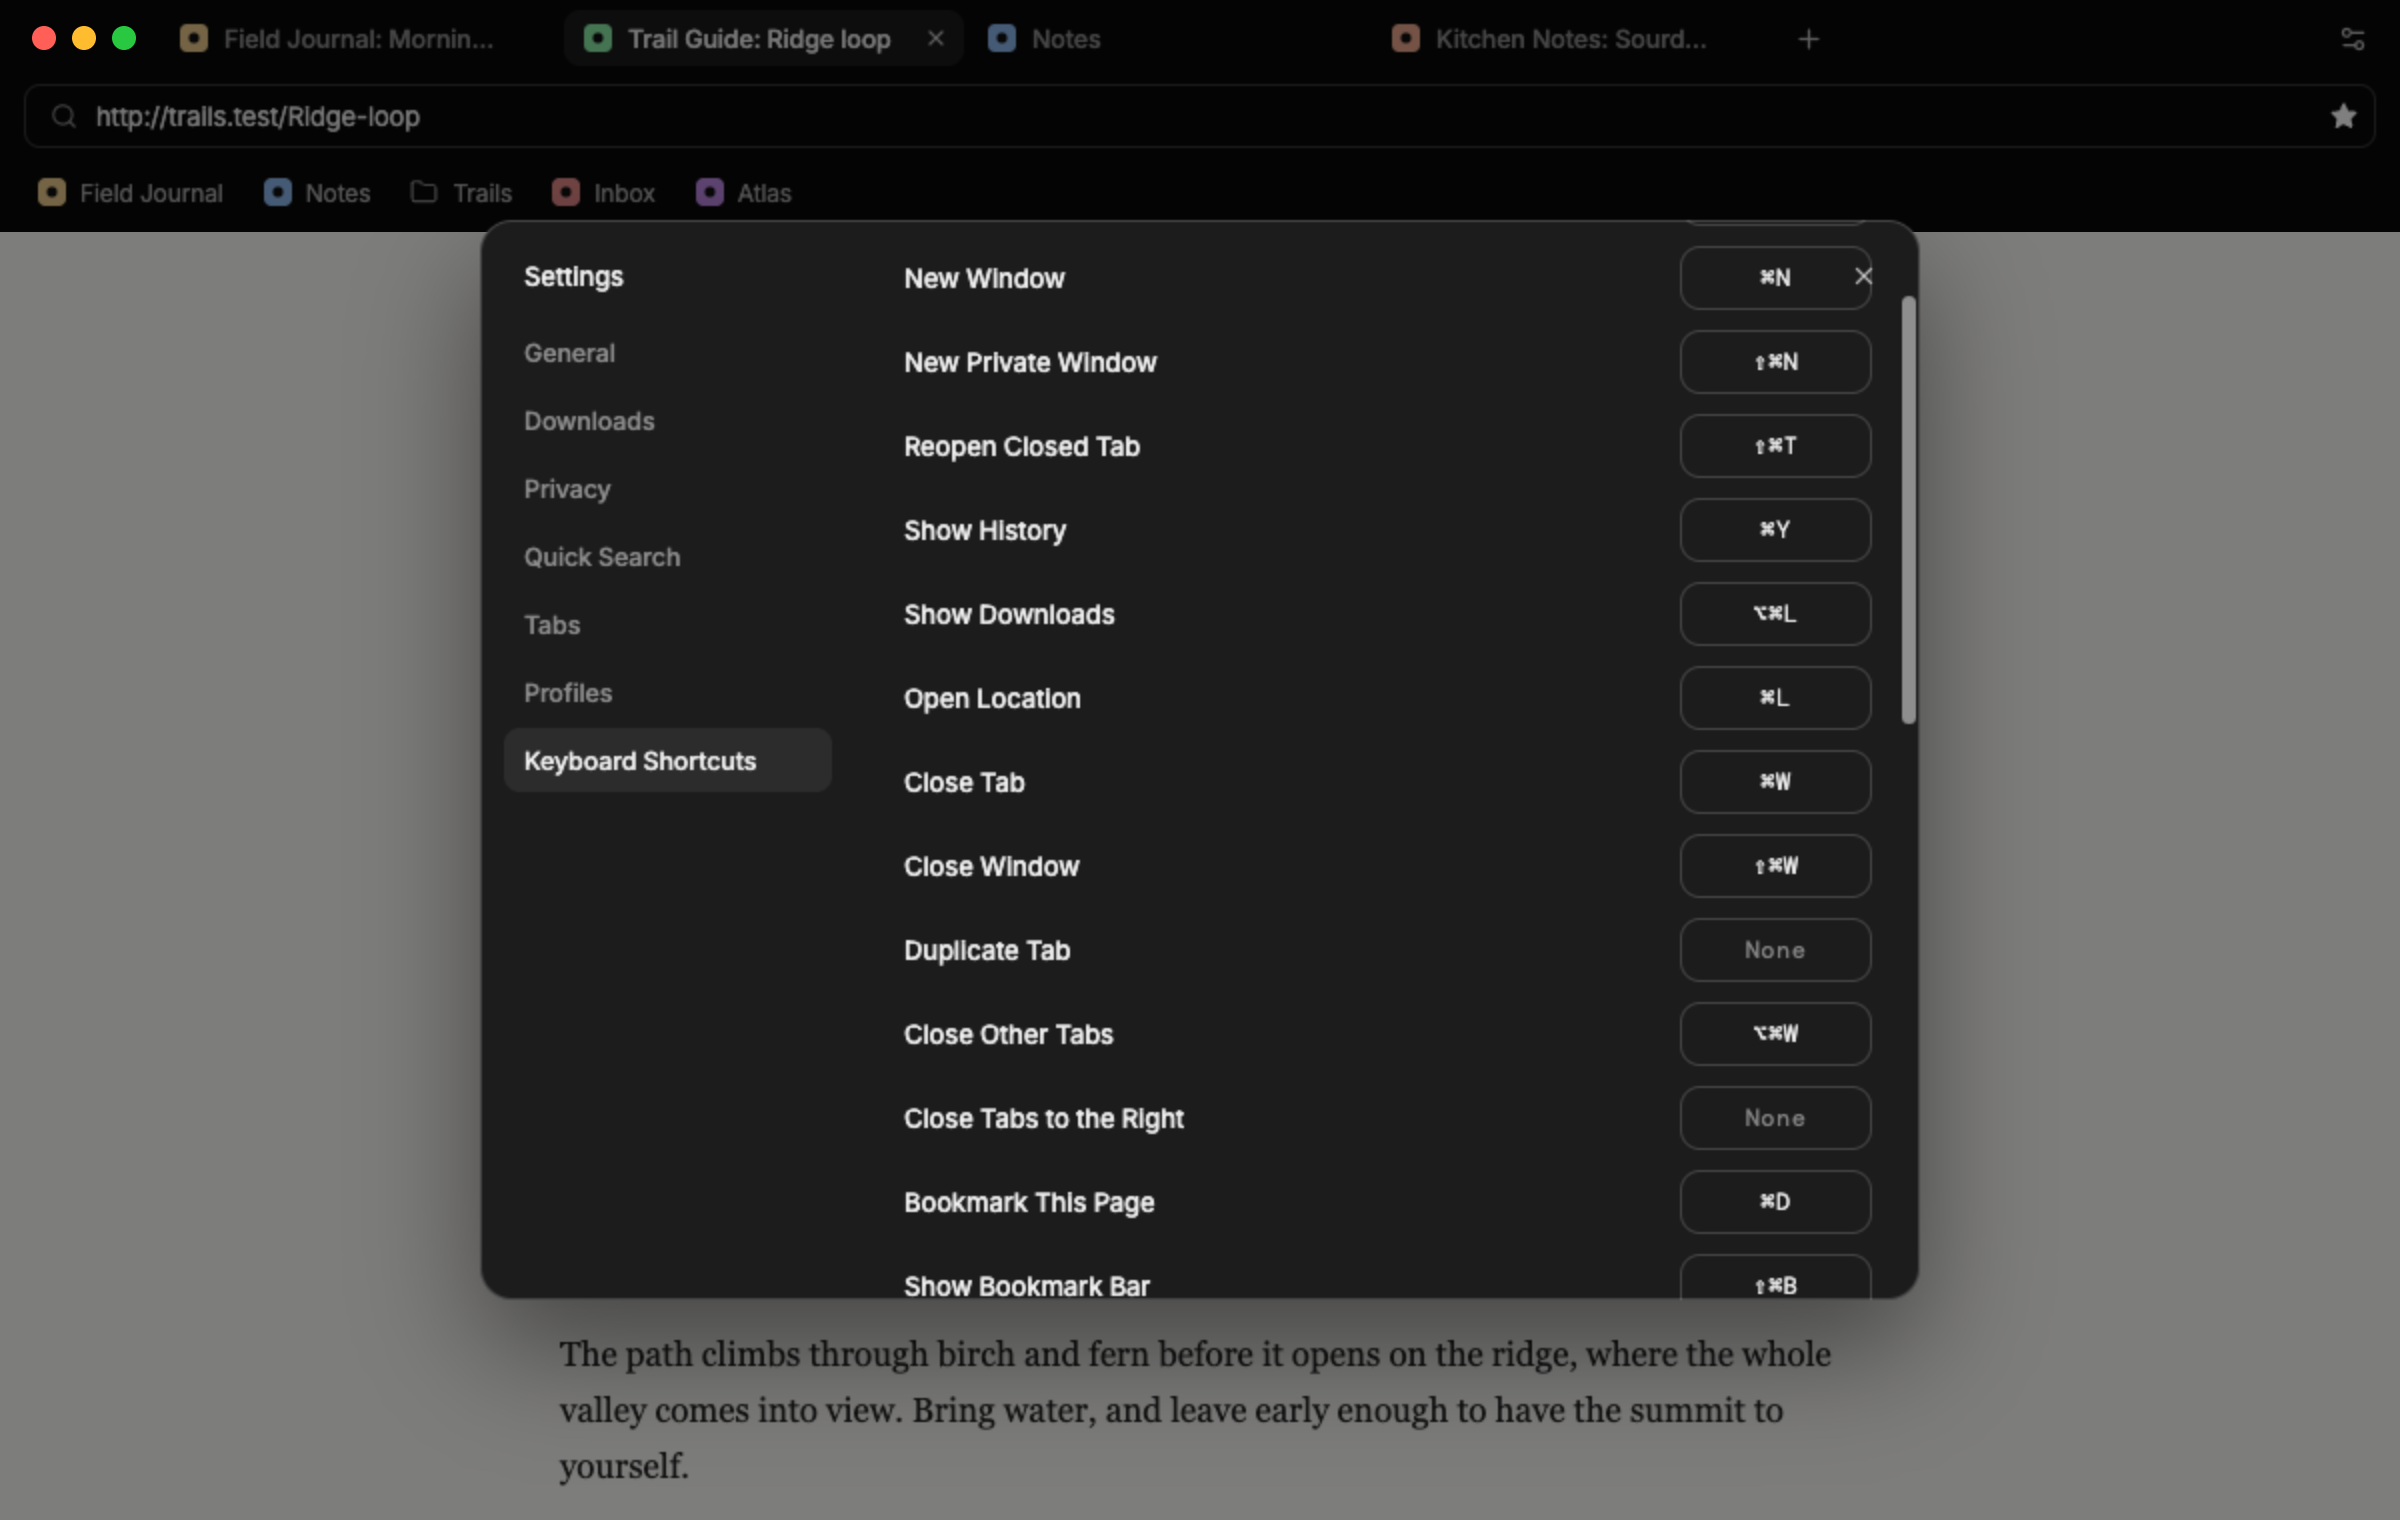 Field Journal: Mornin...
Trail Guide: Ridge loop
Notes
Kitchen Notes: Sourd...
http://trails.test/Ridge-loop
Field Journal
Notes
Trails
Inbox
Atlas
Settings
General
Downloads
Privacy
Quick Search
Tabs
Profiles
Keyboard Shortcuts
New Window ⌘N
New Private Window ⇧⌘N
Reopen Closed Tab ⇧⌘T
Show History ⌘Y
Show Downloads ⌥⌘L
Open Location ⌘L
Close Tab ⌘W
Close Window ⇧⌘W
Duplicate Tab None
Close Other Tabs ⌥⌘W
Close Tabs to the Right None
Bookmark This Page ⌘D
Show Bookmark Bar ⇧⌘B
The path climbs through birch and fern before it opens on the ridge, where the whole
valley comes into view. Bring water, and leave early enough to have the summit to
yourself.